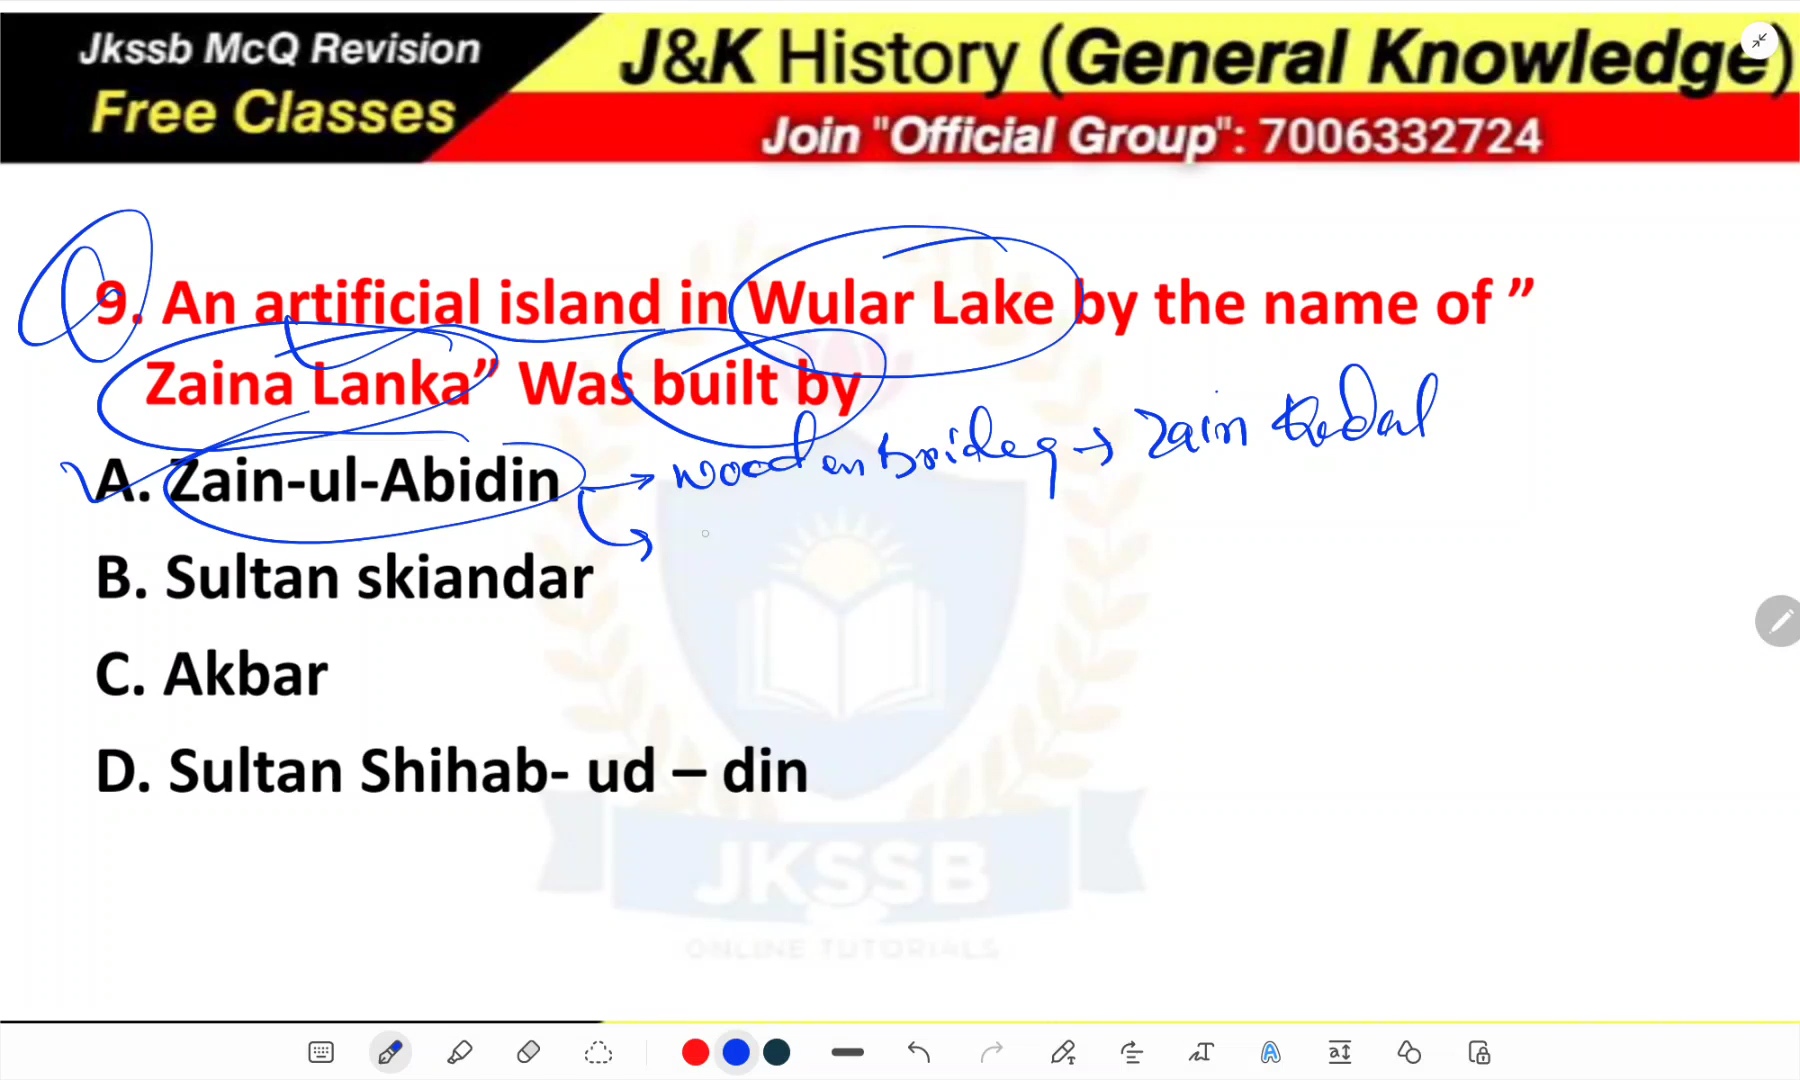 Jkssb McQ Revision
Free Classes
J&K History (General Knowledge)
Join "Official Group": 7006332724
9. An artificial island in Wular Lake by the name of ”
Zaina Lanka” Was built by
A. Zain-ul-Abidin
wooden brideg → Zain Kadal
B. Sultan skiandar
C. Akbar
D. Sultan Shihab- ud – din
JKSSB
ONLINE TUTORIALS